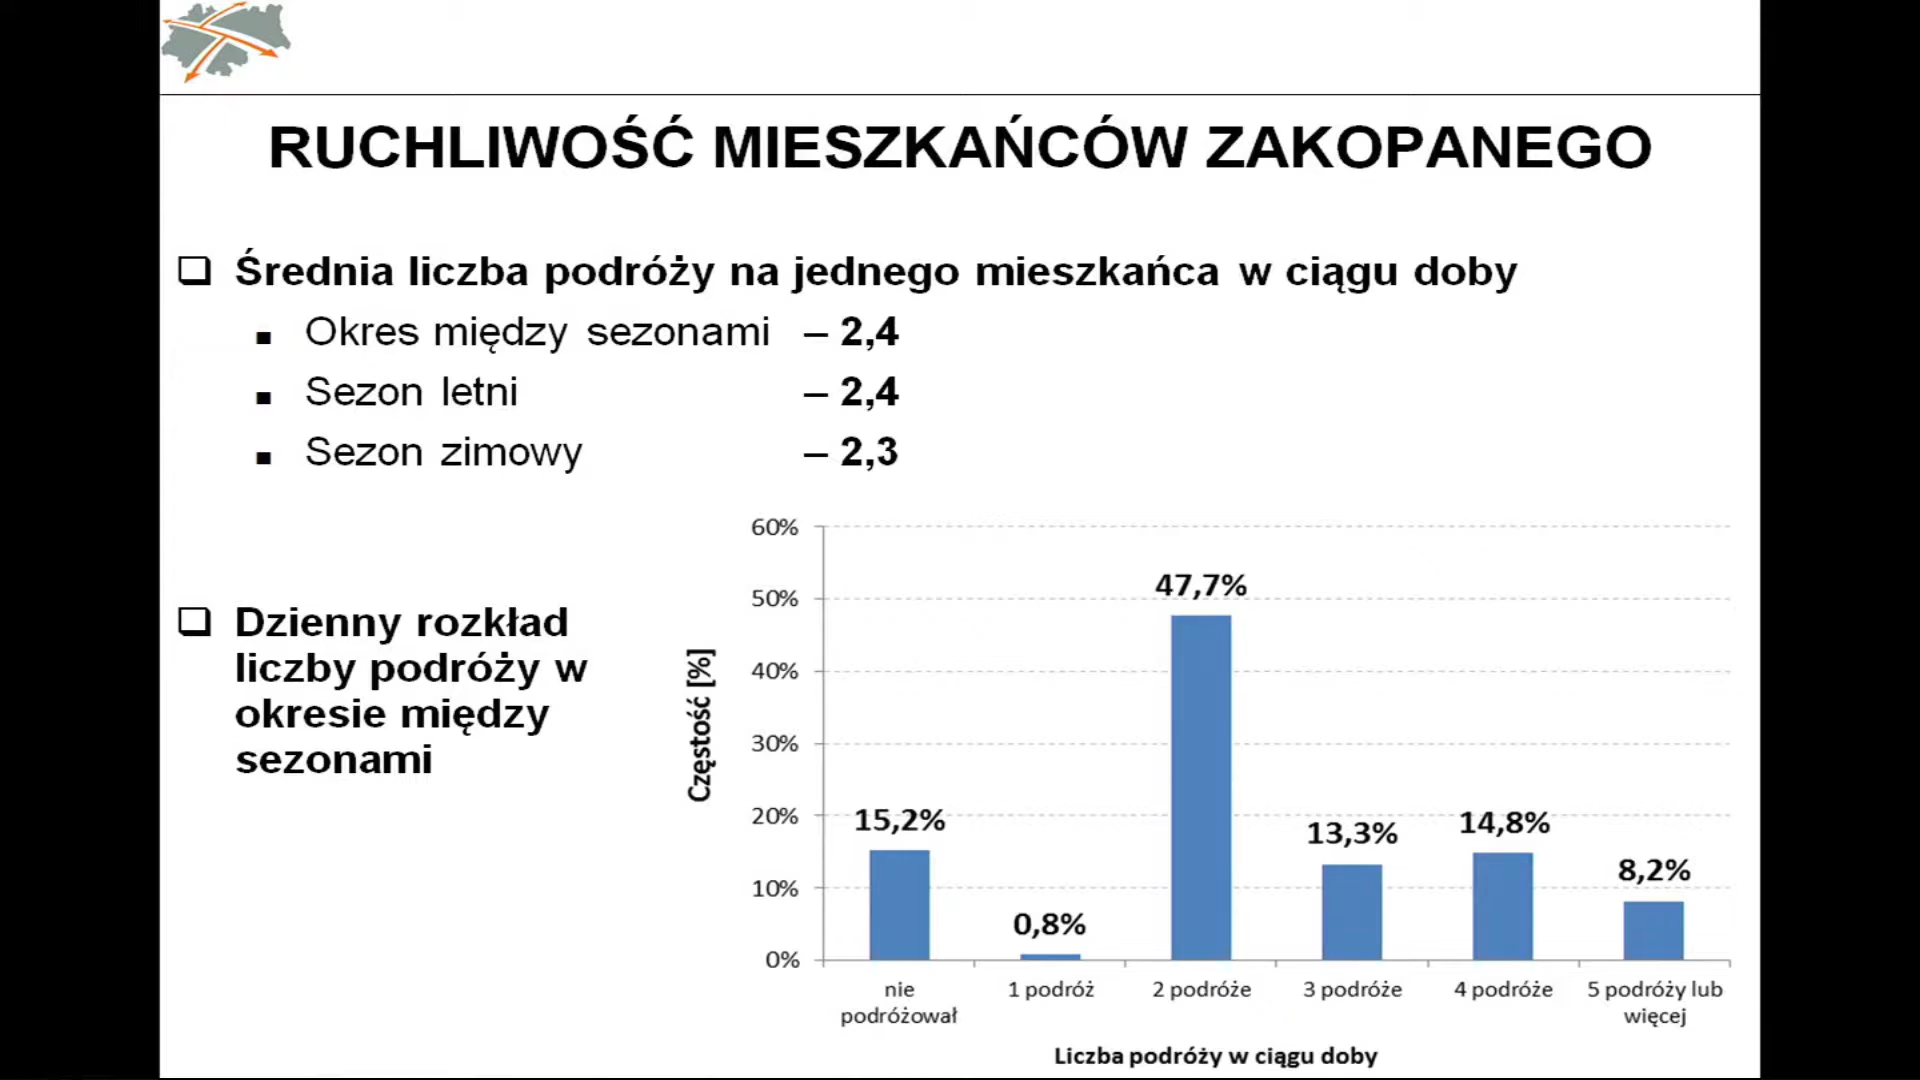 RUCHLIWOŚĆ MIESZKAŃCÓW ZAKOPANEGO
Średnia liczba podróży na jednego mieszkańca w ciągu doby
Okres między sezonami – 2,4
Sezon letni – 2,4
Sezon zimowy – 2,3
Dzienny rozkład
liczby podróży w
okresie między
sezonami
Częstość [%]
60%
50%
40%
30%
20%
10%
0%
15,2%
0,8%
47,7%
13,3%
14,8%
8,2%
nie
podróżował
1 podróż
2 podróże
3 podróże
4 podróże
5 podróży lub
więcej
Liczba podróży w ciągu doby